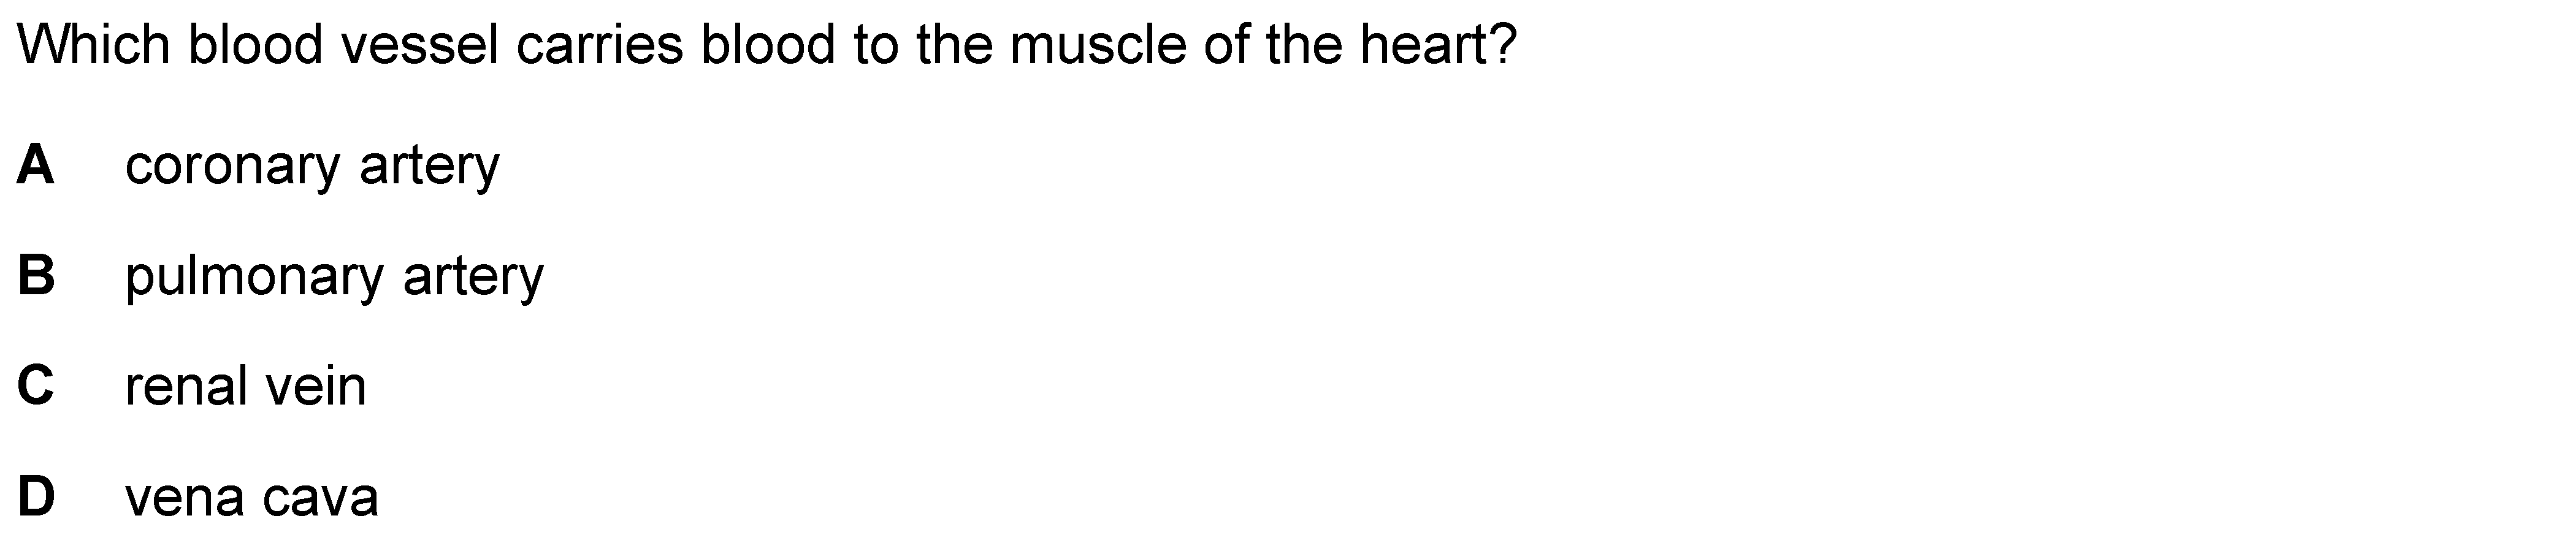 Which blood vessel carries blood to the muscle of the heart?
A coronary artery
B pulmonary artery
C renal vein
D vena cava